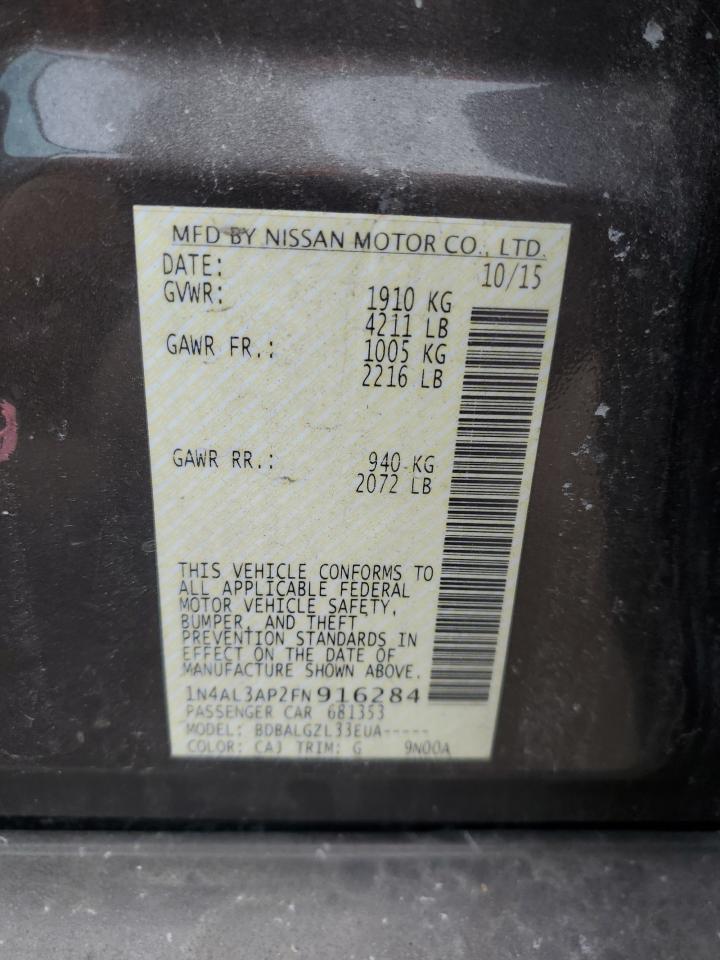 MFD BY NISSAN MOTOR CO., LTD.
DATE: 10/15
GVWR: 1910 KG
4211 LB
GAWR FR.: 1005 KG
2216 LB
GAWR RR.: 940 KG
2072 LB
THIS VEHICLE CONFORMS TO
ALL APPLICABLE FEDERAL
MOTOR VEHICLE SAFETY,
BUMPER, AND THEFT
PREVENTION STANDARDS IN
EFFECT ON THE DATE OF
MANUFACTURE SHOWN ABOVE.
1N4AL3AP2FN916284
PASSENGER CAR 681353
MODEL: BDBALGZL33EUA-----
COLOR: CAJ TRIM: G 9N00A